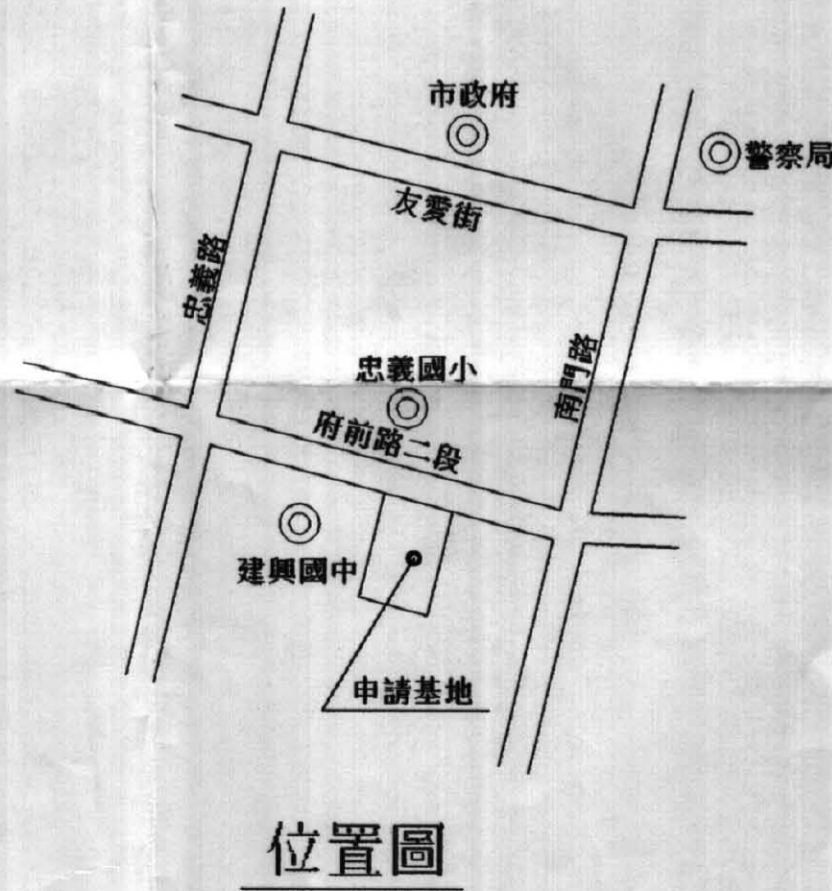 市政府
警察局
友愛街
忠義路
忠義國小
南門路
府前路二段
建興國中
申請基地
位置圖